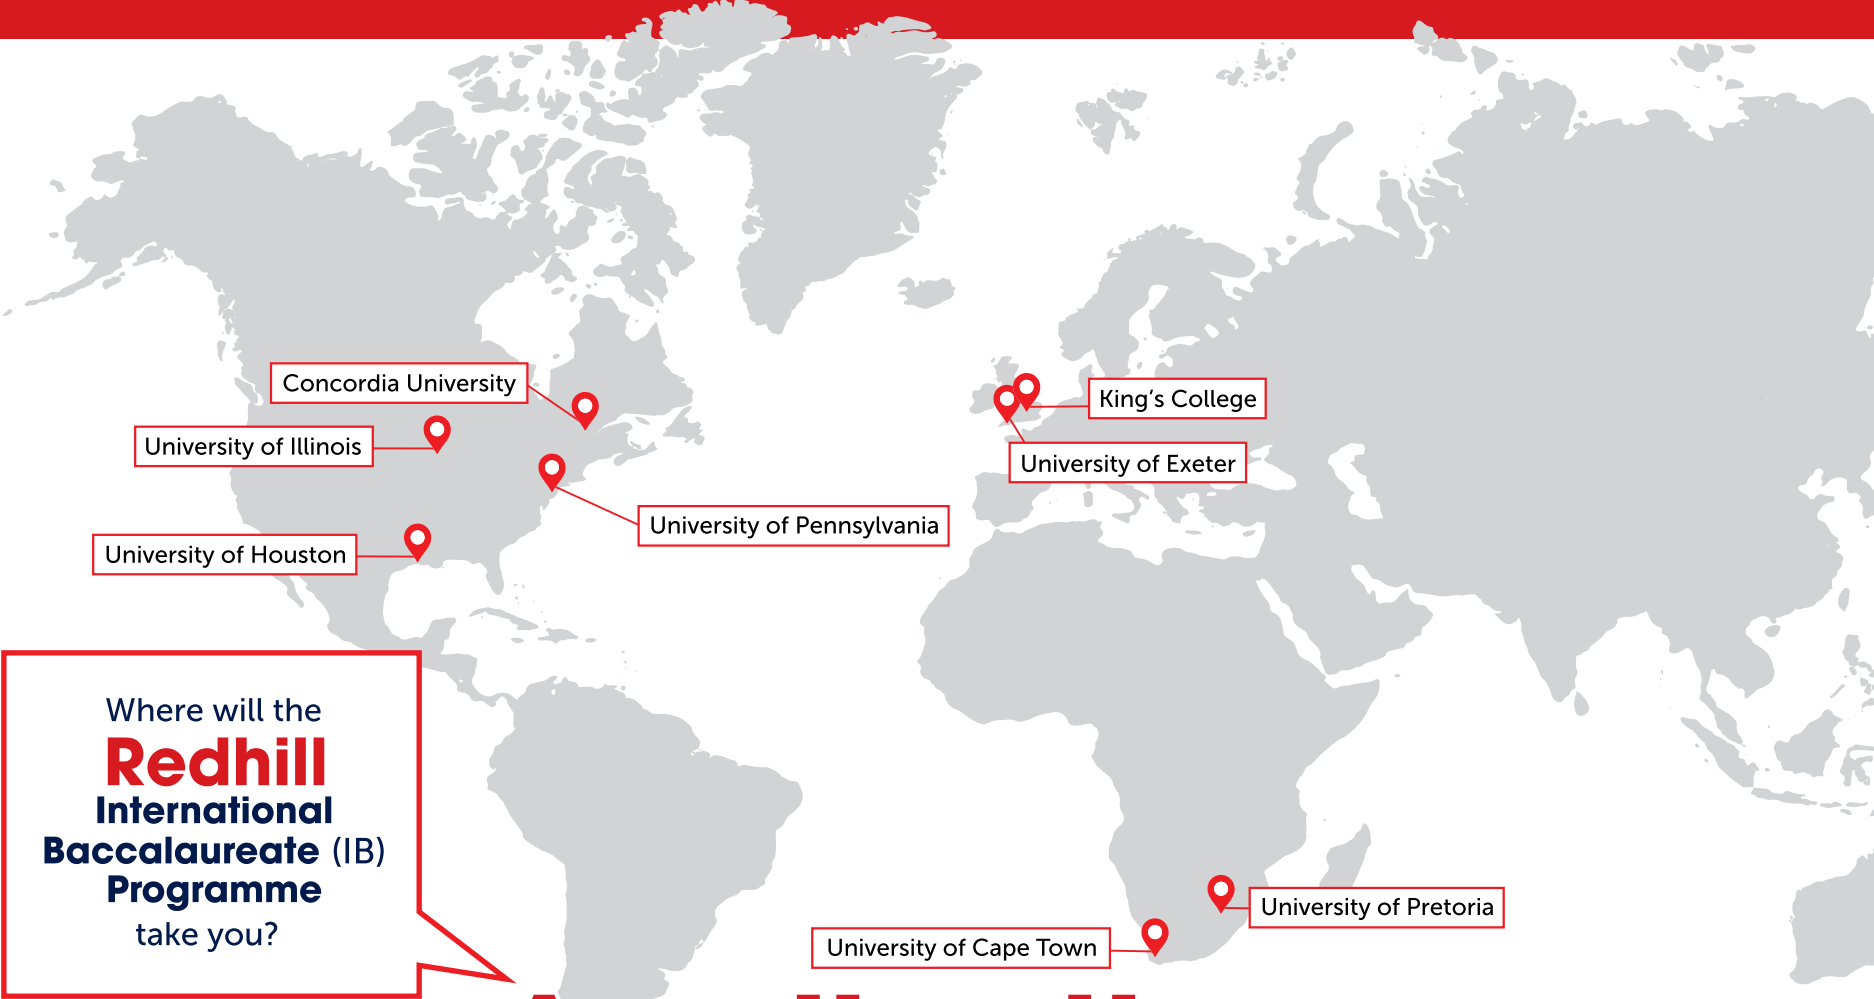 Concordia University
King's College
University of Illinois
University of Exeter
University of Pennsylvania
University of Houston
Where will the
Redhill
International
Baccalaureate (IB)
Programme
take you?
University of Pretoria
University of Cape Town